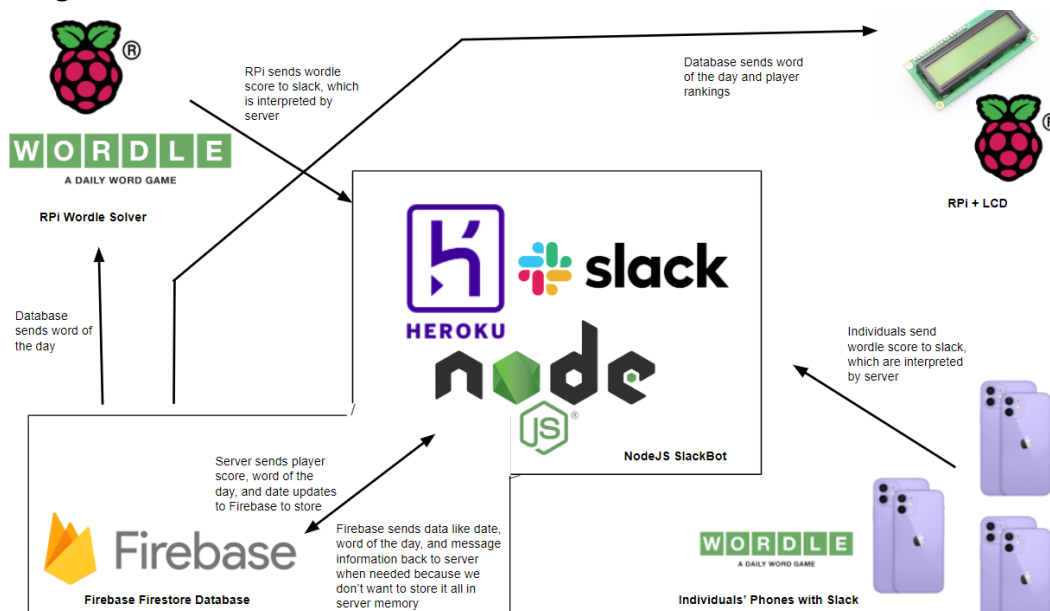 RPi sends wordle
score to slack, which
is interpreted by
server
Database sends word
of the day and player
rankings
®
WORDLE
A DAILY WORD GAME
RPi Wordle Solver
®
RPi + LCD
HEROKU
slack
node
JS
®
NodeJS SlackBot
Database
sends word of
the day
Individuals send
wordle score to slack,
which are interpreted
by server
Server sends player
score, word of the
day, and date updates
to Firebase to store
Firebase
Firebase Firestore Database
Firebase sends data like date,
word of the day, and message
information back to server
when needed because we
don't want to store it all in
server memory
WORDLE
A DAILY WORD GAME
Individuals' Phones with Slack